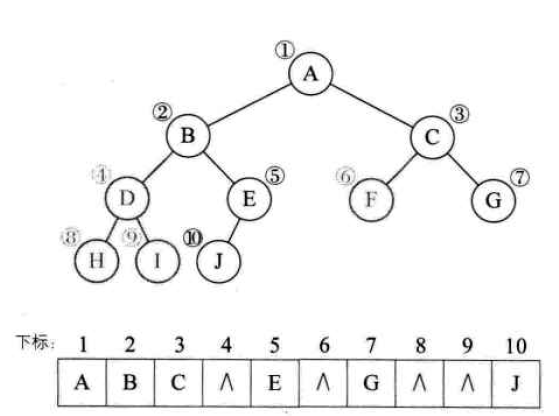 ①
A
② ③
B C
④ ⑤ ⑥ ⑦
D E F G
⑧ ⑨ ⑩
H I J
下标: 1 2 3 4 5 6 7 8 9 10
A B C ∧ E ∧ G ∧ ∧ J